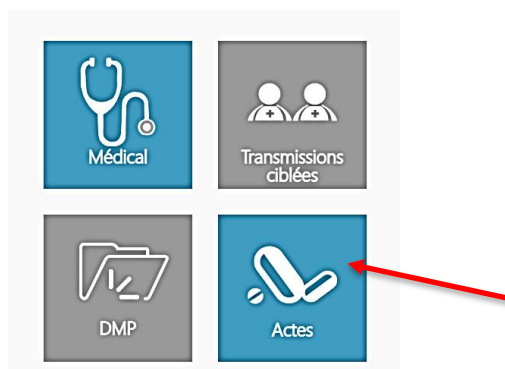 Médical
Transmissions
ciblées
DMP
Actes